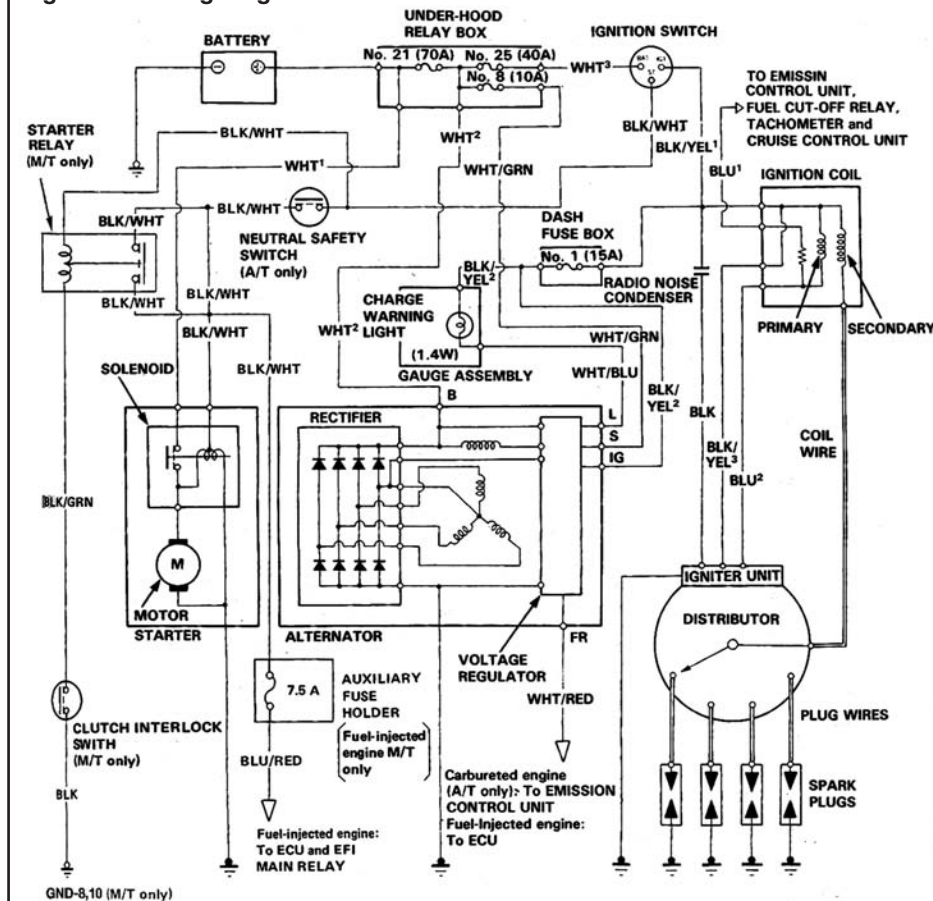 UNDER-HOOD
RELAY BOX
BATTERY
IGNITION SWITCH
No. 21 (70A)
No. 25 (40A)
No. 8 (10A)
WHT³
BAT
IG1
ST
TO EMISSIN
CONTROL UNIT,
FUEL CUT-OFF RELAY,
TACHOMETER and
CRUISE CONTROL UNIT
STARTER
RELAY
(M/T only)
BLK/WHT
WHT²
BLK/WHT
BLK/YEL¹
WHT¹
WHT/GRN
BLU¹
IGNITION COIL
BLK/WHT
BLK/WHT
NEUTRAL SAFETY
SWITCH
(A/T only)
DASH
FUSE BOX
No. 1 (15A)
BLK/
YEL²
RADIO NOISE
CONDENSER
BLK/WHT
BLK/WHT
BLK/WHT
CHARGE
WARNING
LIGHT
(1.4W)
GAUGE ASSEMBLY
WHT²
PRIMARY
SECONDARY
WHT/GRN
WHT/BLU
SOLENOID
BLK/WHT
B
BLK/
YEL²
BLK
RECTIFIER
L
S
IG
BLK/
YEL³
BLU²
COIL
WIRE
BLK/GRN
M
MOTOR
STARTER
ALTERNATOR
VOLTAGE
REGULATOR
FR
IGNITER UNIT
DISTRIBUTOR
7.5 A
AUXILIARY
FUSE
HOLDER
(Fuel-injected
engine M/T
only)
WHT/RED
PLUG WIRES
CLUTCH INTERLOCK
SWITH
(M/T only)
BLU/RED
BLK
Carbureted engine
(A/T only):- To EMISSION
CONTROL UNIT
Fuel-Injected engine:
To ECU
SPARK
PLUGS
Fuel-injected engine:
To ECU and EFI
MAIN RELAY
GND-8,10 (M/T only)